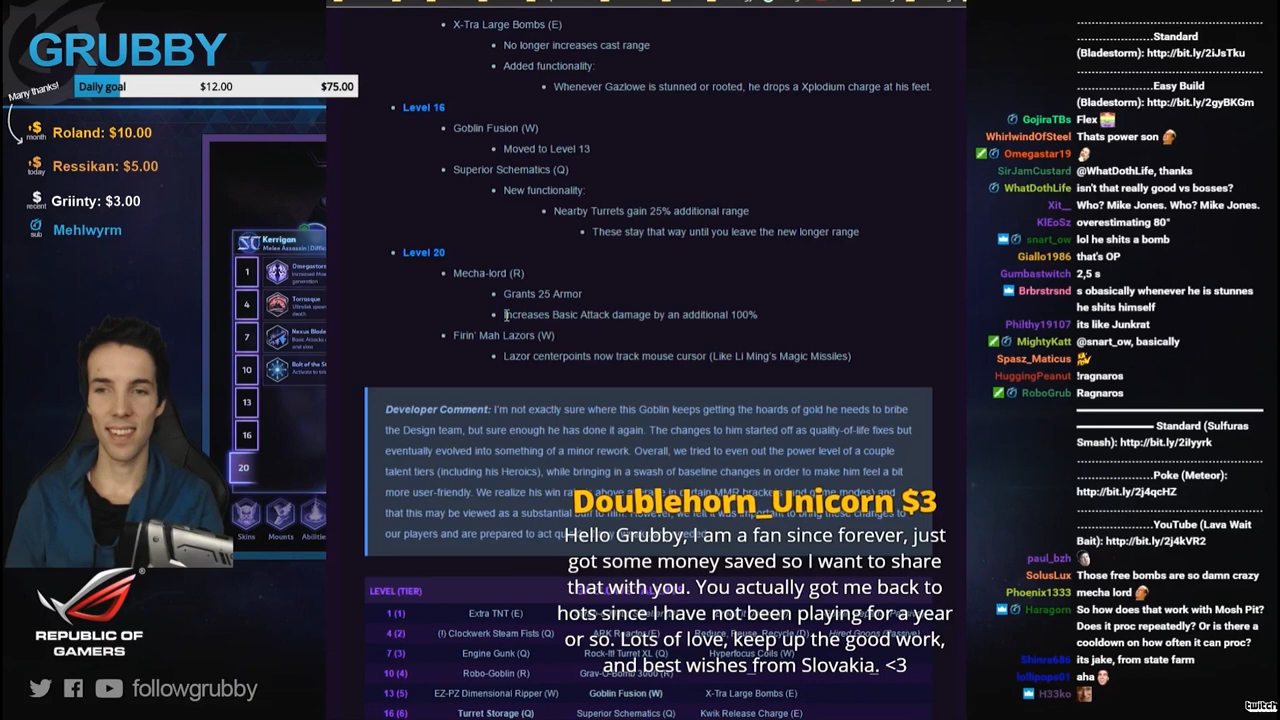 GRUBBY
Many thanks!
Daily goal
$12.00
$75.00
$
month
Roland: $10.00
$
today
Ressikan: $5.00
$
recent
Griinty: $3.00
sub
Mehlwyrm
SC
Kerrigan
1
4
7
10
13
16
20
Skins
Mounts
Abilities
®
REPUBLIC OF
GAMERS
followgrubby
• X-Tra Large Bombs (E)
• No longer increases cast range
• Added functionality:
• Whenever Gazlowe is stunned or rooted, he drops a Xplodium charge at his feet.
• Level 16
• Goblin Fusion (W)
• Moved to Level 13
• Superior Schematics (Q)
• New functionality:
• Nearby Turrets gain 25% additional range
• These stay that way until you leave the new longer range
• Level 20
• Mecha-lord (R)
• Grants 25 Armor
• Increases Basic Attack damage by an additional 100%
• Firin' Mah Lazors (W)
• Lazor centerpoints now track mouse cursor (Like Li Ming's Magic Missiles)
Developer Comment: I'm not exactly sure where this Goblin keeps getting the hoards of gold he needs to bribe
the Design team, but sure enough he has done it again. The changes to him started off as quality-of-life fixes but
eventually evolved into something of a minor rework. Overall, we tried to even out the power level of a couple
talent tiers (including his Heroics), while bringing in a swash of baseline changes in order to make him feel a bit
more user-friendly. We realize his win
that this may be viewed as a substantial
our players and are prepared to act
Doublehorn_Unicorn $3
Hello Grubby, I am a fan since forever, just
got some money saved so I want to share
that with you. You actually got me back to
hots since I have not been playing for a year
or so. Lots of love, keep up the good work,
and best wishes from Slovakia. <3
LEVEL (TIER)
1 (1)
Extra TNT (E)
4 (2)
(!) Clockwerk Steam Fists (Q)
ARK Reactor (E)
Reduce, Reuse, Recycle (D)
Hired Goons (Passive)
7 (3)
Engine Gunk (Q)
Rock-It! Turret XL (Q)
Hyperfocus Coils (W)
10 (4)
Robo-Goblin (R)
Grav-O-Bomb 3000 (R)
13 (5)
EZ-PZ Dimensional Ripper (W)
Goblin Fusion (W)
X-Tra Large Bombs (E)
16 (6)
Turret Storage (Q)
Superior Schematics (Q)
Kwik Release Charge (E)
Standard
(Bladestorm): http://bit.ly/2iJsTku
Easy Build
(Bladestorm): http://bit.ly/2gyBKGm
GojiraTBs Flex
WhirlwindOfSteel Thats power son
Omegastar19
SirJamCustard @WhatDothLife, thanks
WhatDothLife isn't that really good vs bosses?
Xit__ Who? Mike Jones. Who? Mike Jones.
KlEoSz overestimating 80°
snart_ow lol he shits a bomb
Giallo1986 that's OP
Gumbastwitch 2,5 s
Brbrstrsnd s obasically whenever he is stunnes
he shits himself
Philthy19107 its like Junkrat
MightyKatt @snart_ow, basically
Spasz_Maticus
HuggingPeanut !ragnaros
RoboGrub Ragnaros
Standard (Sulfuras
Smash): http://bit.ly/2ilyyrk
Poke (Meteor):
http://bit.ly/2j4qcHZ
YouTube (Lava Wait
Bait): http://bit.ly/2j4kVR2
paul_bzh
SolusLux Those free bombs are so damn crazy
Phoenix1333 mecha lord
Haragorn So how does that work with Mosh Pit?
Does it proc repeatedly? Or is there a
cooldown on how often it can proc?
Shinra686 its jake, from state farm
lollipops01 aha
H33ko
twitch